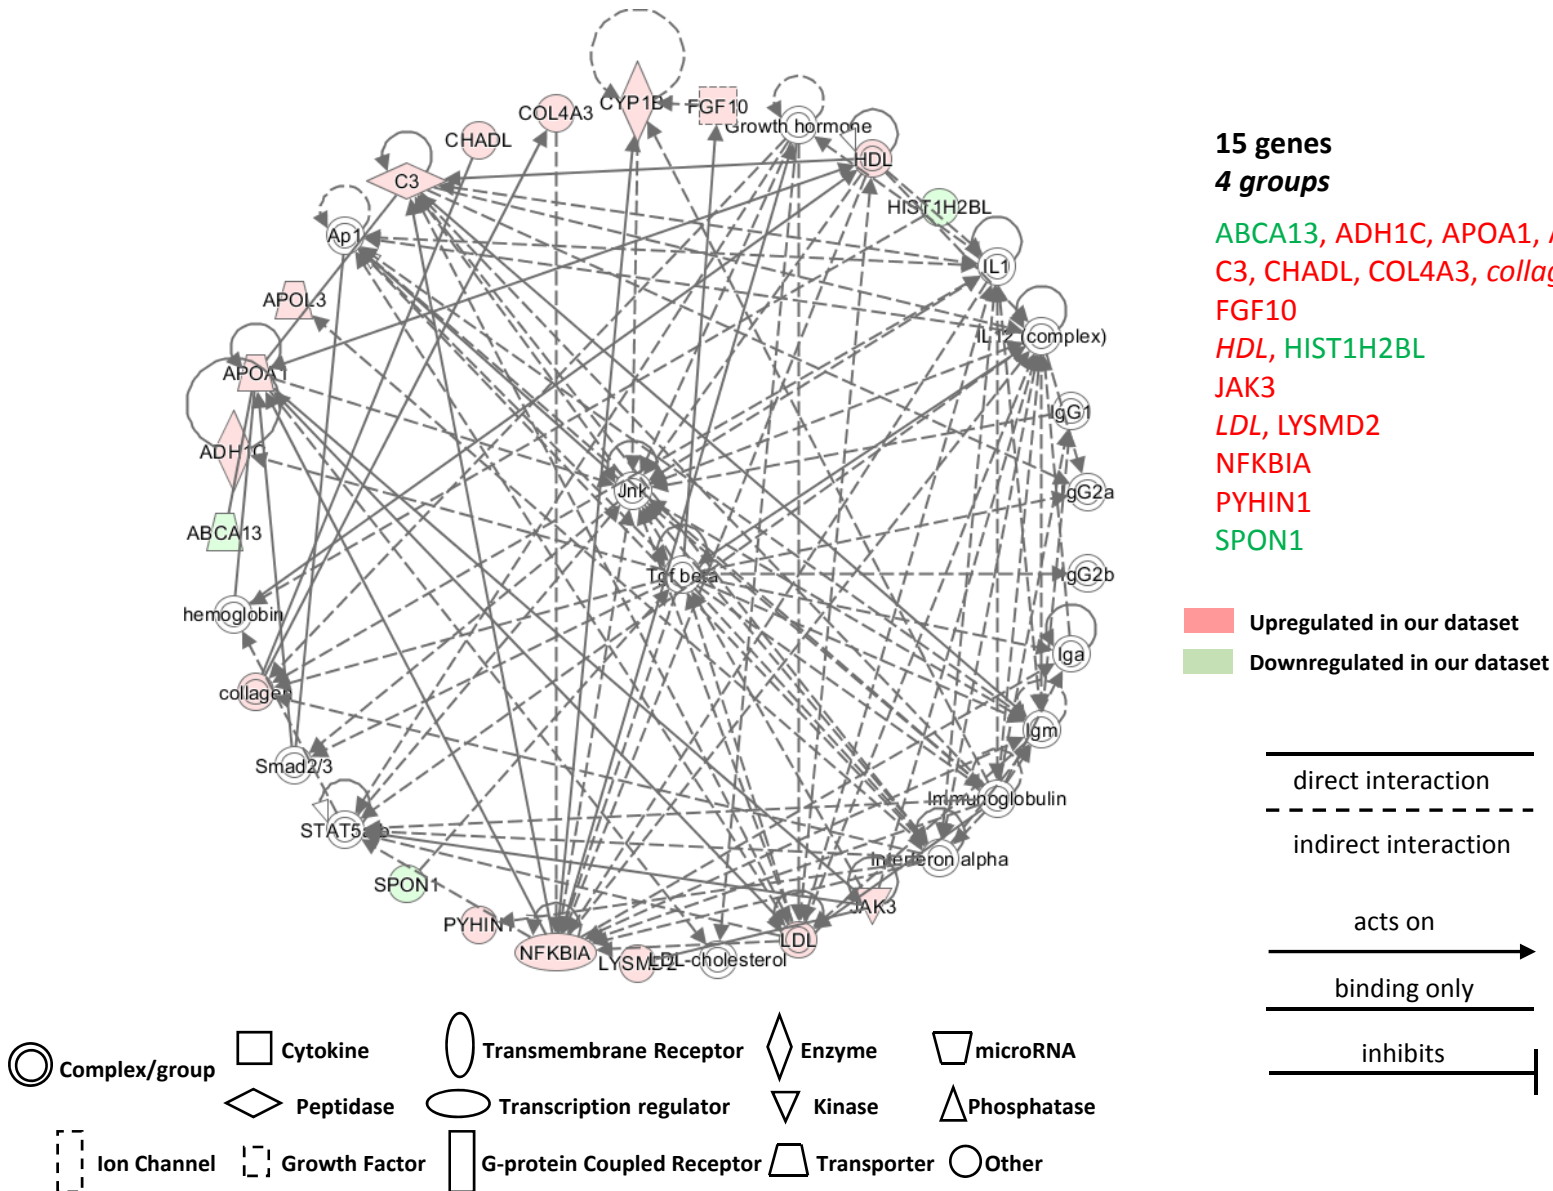 CYP1B
FGF10
COL4A3
Growth hormone
CHADL
HDL
C3
HIST1H2BL
Ap1
IL1
APOL3
IL12 (complex)
APOA1
IgG1
ADH1C
Jnk
IgG2a
ABCA13
Tgf beta
IgG2b
hemoglobin
Iga
collagen
Igm
Smad2/3
Immunoglobulin
STAT5a/b
Interferon alpha
SPON1
JAK3
PYHIN1
NFKBIA
LYSMD2
LDL-cholesterol
LDL
15 genes
4 groups
ABCA13, ADH1C, APOA1,
C3, CHADL, COL4A3,
FGF10
HDL, HIST1H2BL
JAK3
LDL, LYSMD2
NFKBIA
PYHIN1
SPON1
Upregulated in our dataset
Downregulated in our dataset
direct interaction
indirect interaction
acts on
binding only
inhibits
Complex/group
Cytokine
Transmembrane Receptor
Enzyme
microRNA
Peptidase
Transcription regulator
Kinase
Phosphatase
Ion Channel
Growth Factor
G-protein Coupled Receptor
Transporter
Other